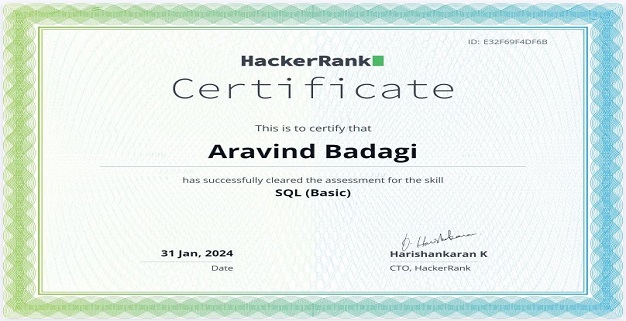 ID: E32F69F4DF6B
HackerRank
Certificate
This is to certify that
Aravind Badagi
has successfully cleared the assessment for the skill
SQL (Basic)
31 Jan, 2024
Date
Harishankaran K
CTO, HackerRank